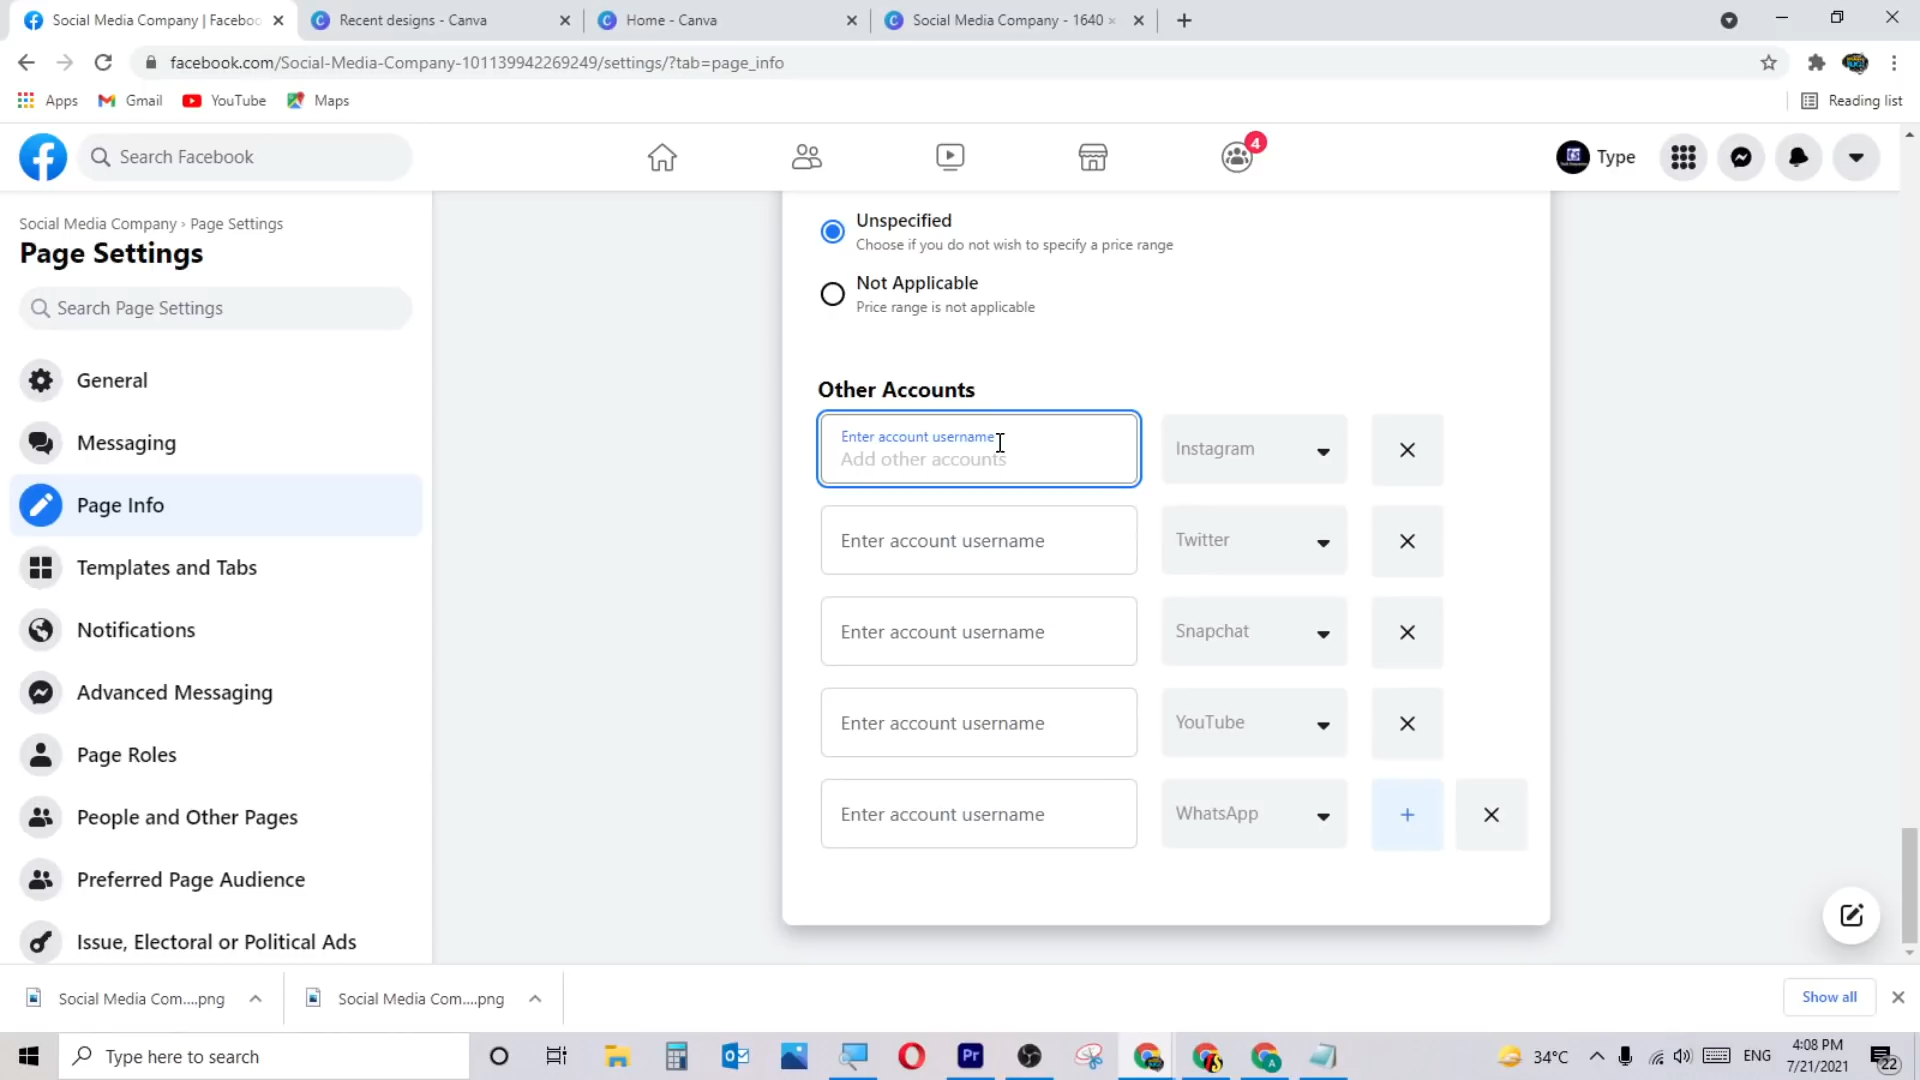 Social Media Company | Faceboo
Recent designs - Canva
Home - Canva
Social Media Company - 1640 ×
facebook.com/Social-Media-Company-101139942269249/settings/?tab=page_info
Apps
Gmail
YouTube
Maps
Reading list
Search Facebook
4
Type
Social Media Company › Page Settings
Page Settings
Search Page Settings
General
Messaging
Page Info
Templates and Tabs
Notifications
Advanced Messaging
Page Roles
People and Other Pages
Preferred Page Audience
Issue, Electoral or Political Ads
Unspecified
Choose if you do not wish to specify a price range
Not Applicable
Price range is not applicable
Other Accounts
Enter account username
Add other accounts
Instagram
Enter account username
Twitter
Enter account username
Snapchat
Enter account username
YouTube
Enter account username
WhatsApp
Social Media Com....png
Social Media Com....png
Show all
Type here to search
Pr
34°C
ENG
4:08 PM
7/21/2021
22